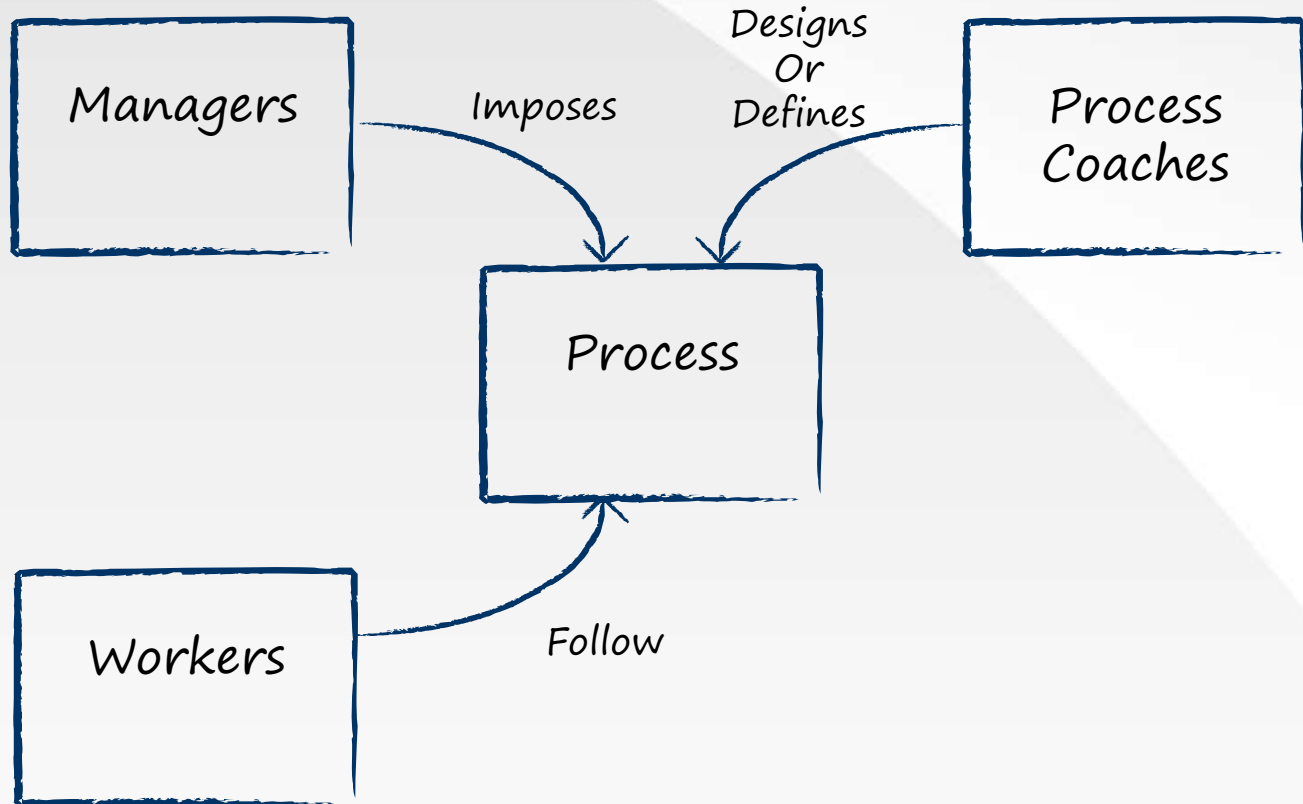 Managers
Imposes
Designs
Or
Defines
Process
Coaches
Process
Workers
Follow